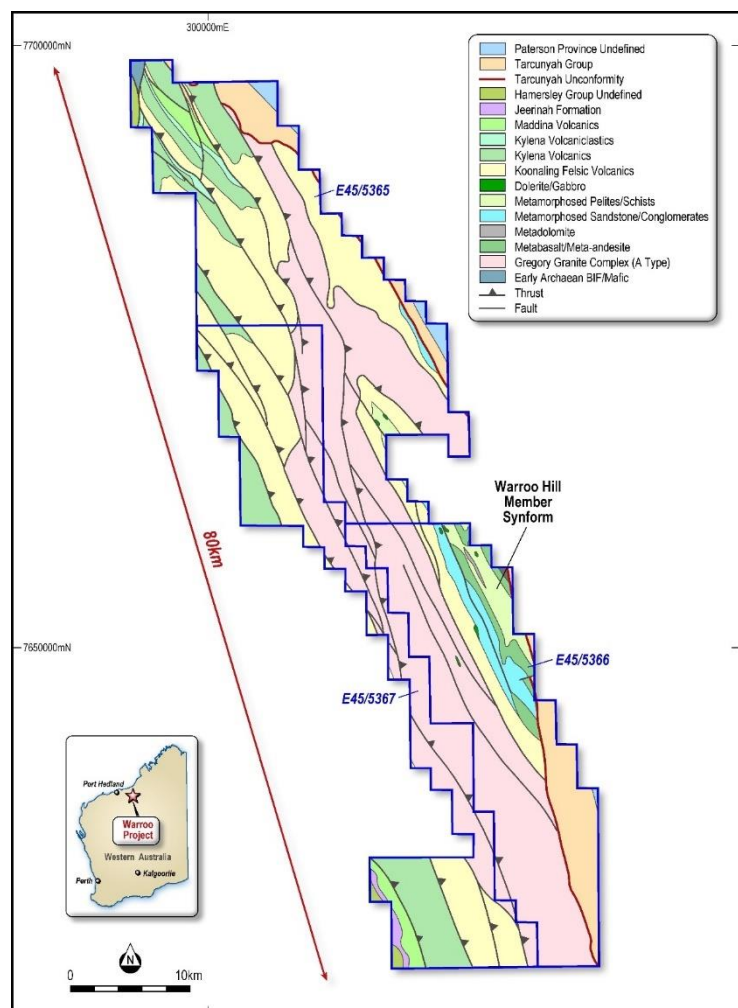 300000mE
7700000mN
Paterson Province Undefined
Tarcunyah Group
Tarcunyah Unconformity
Hamersley Group Undefined
Jeerinah Formation
Maddina Volcanics
Kylena Volcaniclastics
Kylena Volcanics
Koonaling Felsic Volcanics
Dolerite/Gabbro
Metamorphosed Pelites/Schists
Metamorphosed Sandstone/Conglomerates
Metadolomite
Metabasalt/Meta-andesite
Gregory Granite Complex (A Type)
Early Archaean BIF/Mafic
Thrust
Fault
E45/5365
Warroo Hill
Member
Synform
80km
7650000mN
E45/5366
E45/5367
Port Hedland
Warroo
Project
Western Australia
Perth
Kalgoorlie
N
0
10km